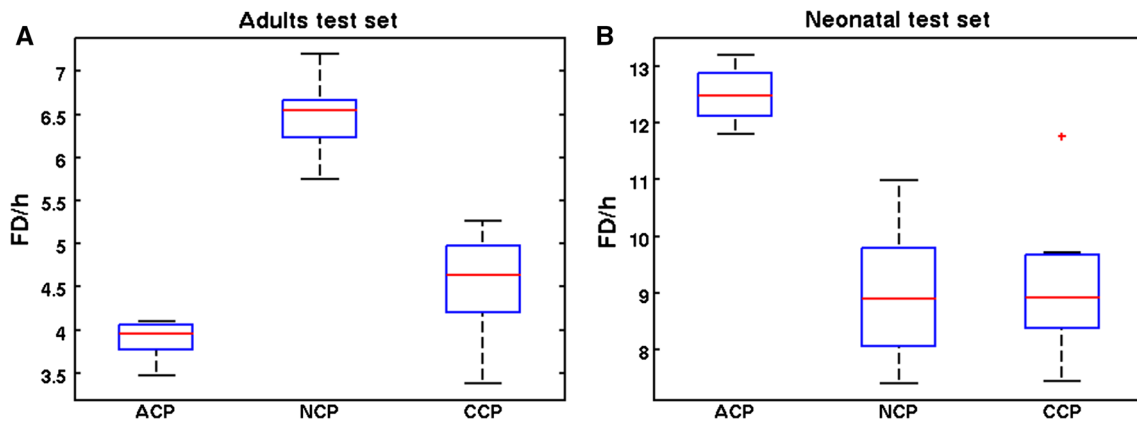 A
Adults test set
FD/h
7
6.5
6
5.5
5
4.5
4
3.5
ACP NCP CCP
B
Neonatal test set
FD/h
13
12
11
10
9
8
ACP NCP CCP